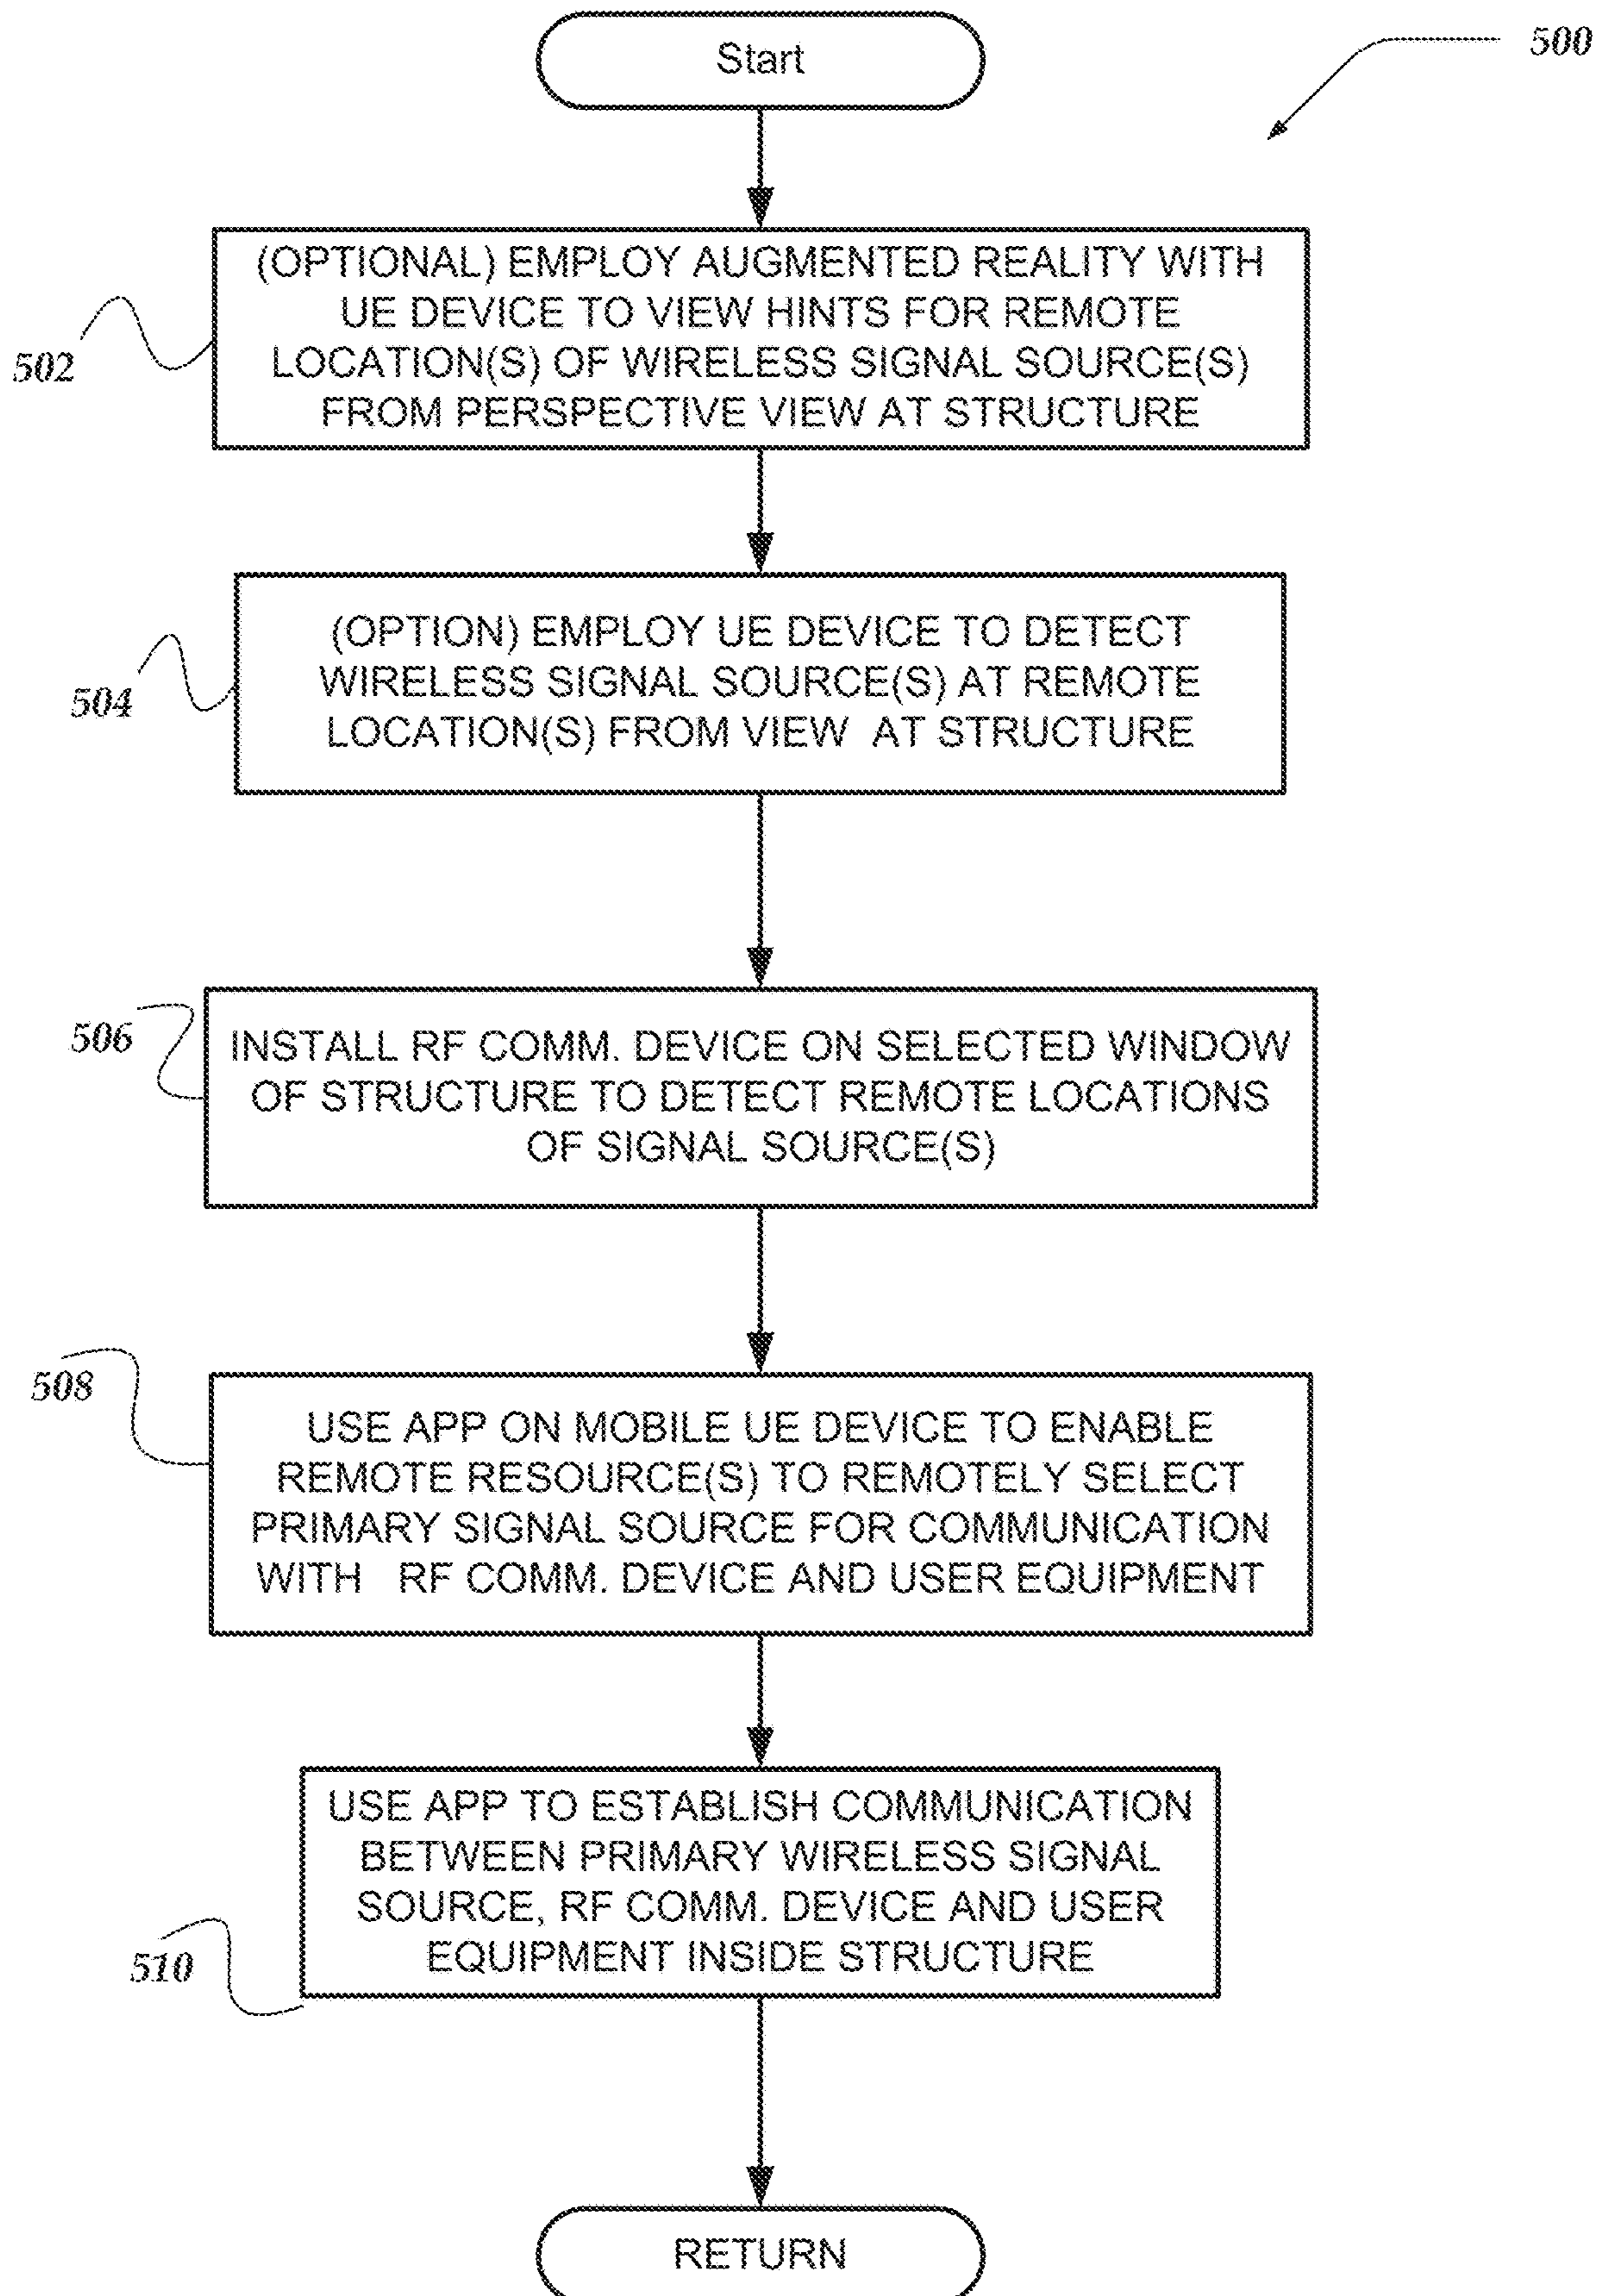 Start
500
(OPTIONAL) EMPLOY AUGMENTED REALITY WITH
UE DEVICE TO VIEW HINTS FOR REMOTE
LOCATION(S) OF WIRELESS SIGNAL SOURCE(S)
FROM PERSPECTIVE VIEW AT STRUCTURE
502
(OPTION) EMPLOY UE DEVICE TO DETECT
WIRELESS SIGNAL SOURCE(S) AT REMOTE
LOCATION(S) FROM VIEW AT STRUCTURE
504
INSTALL RF COMM. DEVICE ON SELECTED WINDOW
OF STRUCTURE TO DETECT REMOTE LOCATIONS
OF SIGNAL SOURCE(S)
506
USE APP ON MOBILE UE DEVICE TO ENABLE
REMOTE RESOURCE(S) TO REMOTELY SELECT
PRIMARY SIGNAL SOURCE FOR COMMUNICATION
WITH RF COMM. DEVICE AND USER EQUIPMENT
508
USE APP TO ESTABLISH COMMUNICATION
BETWEEN PRIMARY WIRELESS SIGNAL
SOURCE, RF COMM. DEVICE AND USER
EQUIPMENT INSIDE STRUCTURE
510
RETURN